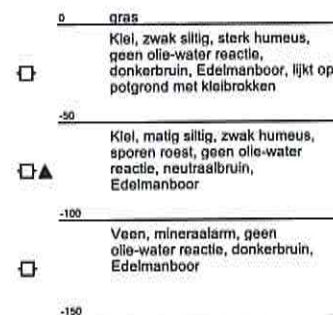 0 gras
Klei, zwak siltig, sterk humeus,
geen olie-water reactie,
donkerbruin, Edelmanboor, lijkt op
potgrond met kleibrokken
-50
Klei, matig siltig, zwak humeus,
sporen roest, geen olie-water
reactie, neutraalbruin,
Edelmanboor
-100
Veen, mineraalarm, geen
olie-water reactie, donkerbruin,
Edelmanboor
-150